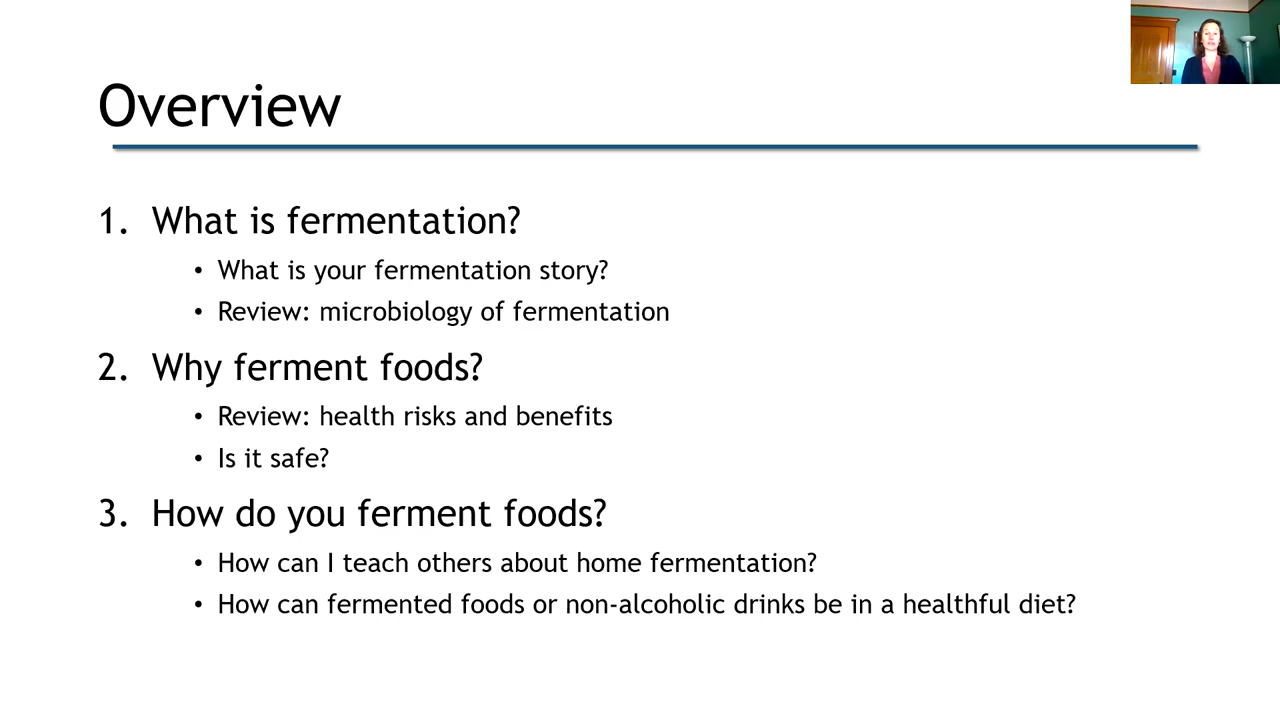 Overview
1. What is fermentation?
• What is your fermentation story?
• Review: microbiology of fermentation
2. Why ferment foods?
• Review: health risks and benefits
• Is it safe?
3. How do you ferment foods?
• How can I teach others about home fermentation?
• How can fermented foods or non-alcoholic drinks be in a healthful diet?